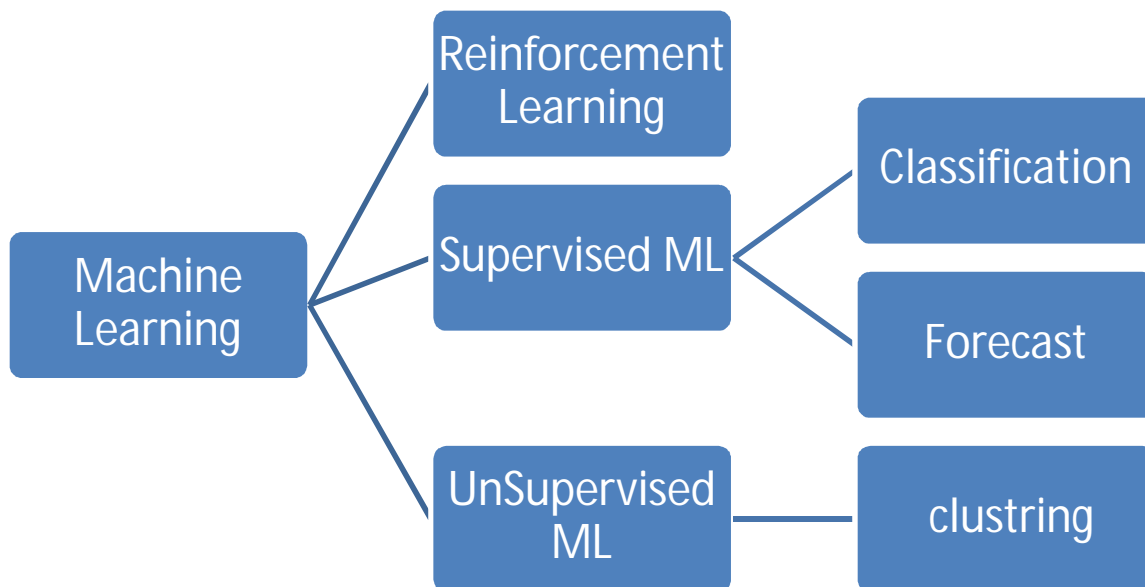 Machine
Learning
Reinforcement
Learning
Supervised ML
Classification
Forecast
UnSupervised
ML
clustring